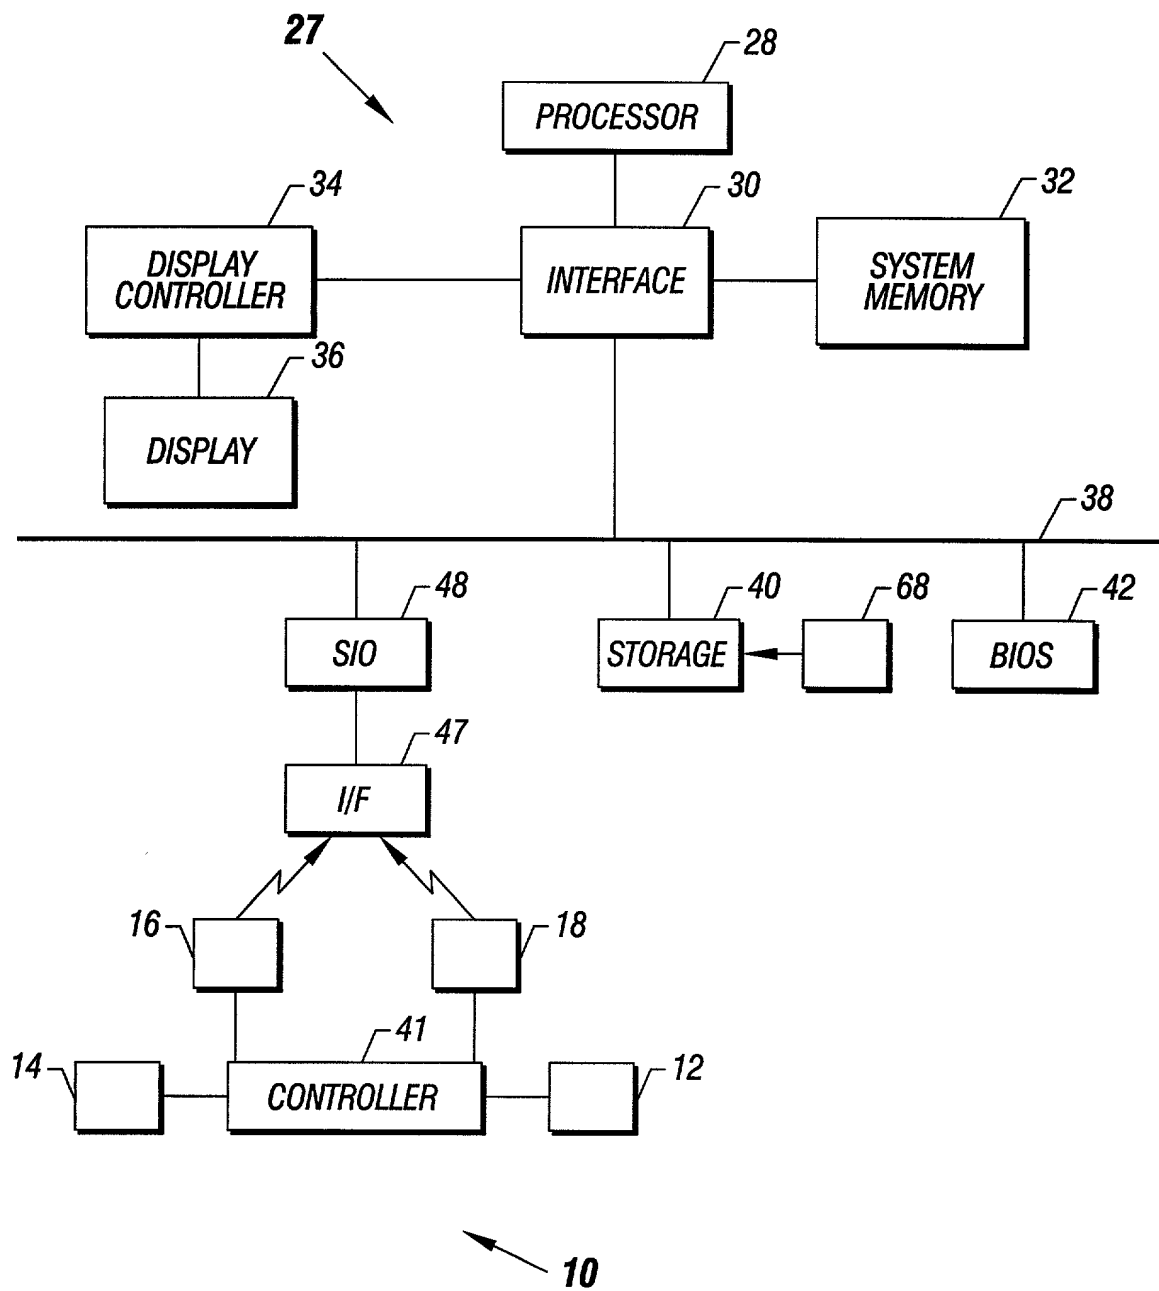 27
28
PROCESSOR
34
30
32
DISPLAY
CONTROLLER
INTERFACE
SYSTEM
MEMORY
36
DISPLAY
38
48
40
68
42
SIO
STORAGE
BIOS
47
I/F
16
18
41
14
CONTROLLER
12
10